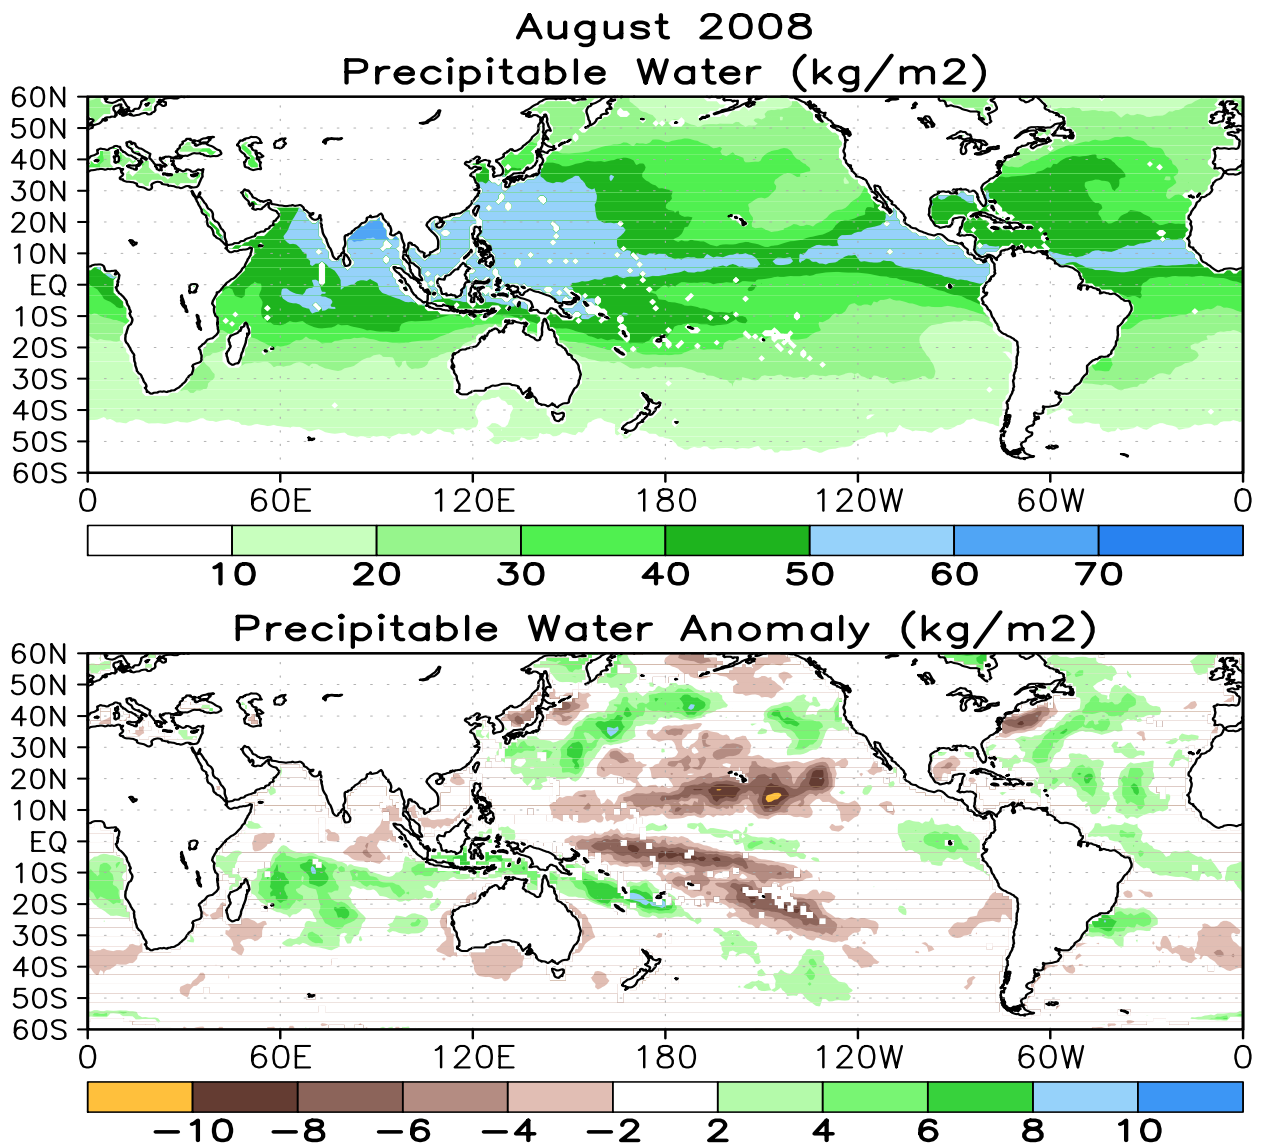 August 2008
Precipitable Water (kg/m2)
60N
50N
40N
30N
20N
10N
EQ
10S
20S
30S
40S
50S
60S
0 60E 120E 180 120W 60W 0
10 20 30 40 50 60 70
Precipitable Water Anomaly (kg/m2)
60N
50N
40N
30N
20N
10N
EQ
10S
20S
30S
40S
50S
60S
0 60E 120E 180 120W 60W 0
−10 −8 −6 −4 −2 2 4 6 8 10